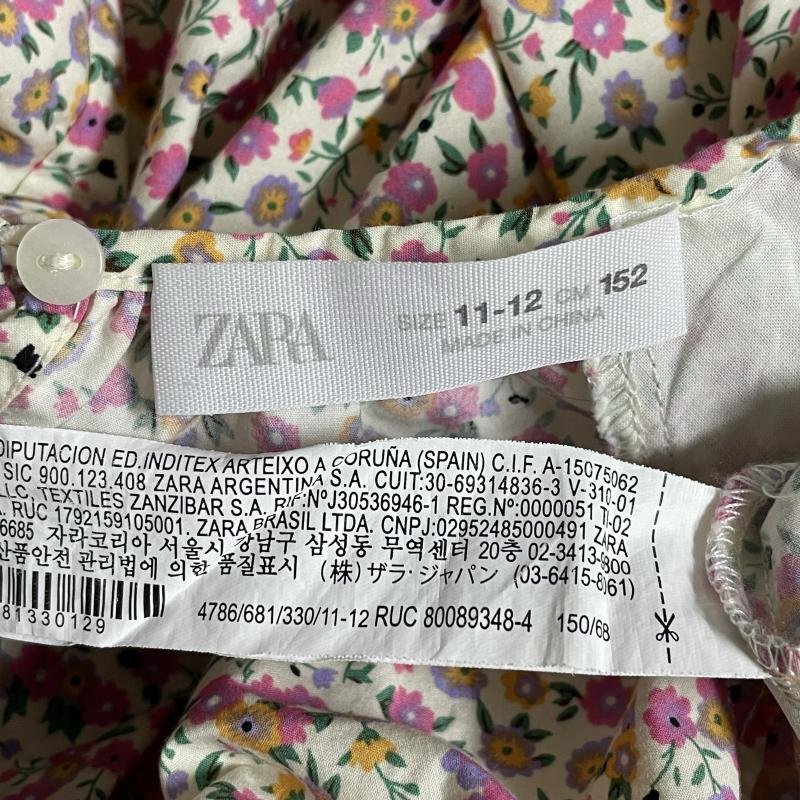 ZARA
SIZE 11-12 CM 152
MADE IN CHINA
DIPUTACION ED.INDITEX ARTEIXO A CORUÑA (SPAIN) C.I.F. A-15075062
SIC 900.123.408 ZARA ARGENTINA S.A. CUIT:30-69314836-3 V-310-01
LLC, TEXTILES ZANZIBAR S.A. RIF:NºJ30536946-1 REG.Nº:0000051 TI-02
RUC 1792159105001. ZARA BRASIL LTDA. CNPJ:02952485000491 ZARA
6685 자라코리아 서울시 강남구 삼성동 무역센터 20층 02-3413-9800
산품안전 관리법에 의한 품질표시 (株)ザラ・ジャパン (03-6415-8061)
81330129
4786/681/330/11-12 RUC 80089348-4 150/68